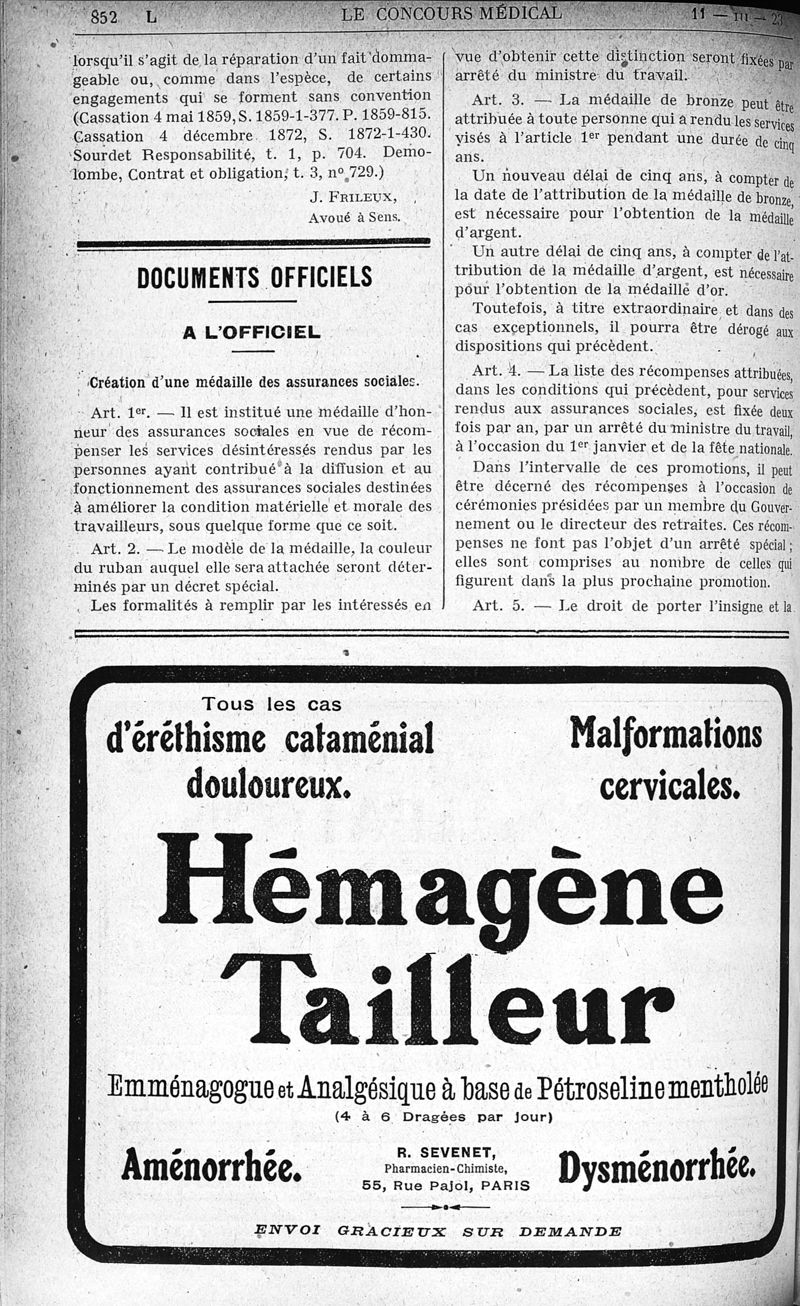 852 L LE CONCOURS MÉDICAL 11 — III — 23
lorsqu'il s'agit de la réparation d'un fait domma-
geable ou, comme dans l'espèce, de certains
engagements qui se forment sans convention
(Cassation 4 mai 1859, S. 1859-1-377. P. 1859-815.
Cassation 4 décembre 1872, S. 1872-1-430.
Sourdet Responsabilité, t. 1, p. 704. Demo-
lombe, Contrat et obligation, t. 3, nº 729.)
J. FRILEUX,
Avoué à Sens.
DOCUMENTS OFFICIELS
A L'OFFICIEL
Création d'une médaille des assurances sociales.
Art. 1er. — Il est institué une médaille d'hon-
neur des assurances sociales en vue de récom-
penser les services désintéressés rendus par les
personnes ayant contribué à la diffusion et au
fonctionnement des assurances sociales destinées
à améliorer la condition matérielle et morale des
travailleurs, sous quelque forme que ce soit.
Art. 2. — Le modèle de la médaille, la couleur
du ruban auquel elle sera attachée seront déter-
minés par un décret spécial.
Les formalités à remplir par les intéressés en
vue d'obtenir cette distinction seront fixées par
arrêté du ministre du travail.
Art. 3. — La médaille de bronze peut être
attribuée à toute personne qui a rendu les services
visés à l'article 1er pendant une durée de cinq
ans.
Un nouveau délai de cinq ans, à compter de
la date de l'attribution de la médaille de bronze,
est nécessaire pour l'obtention de la médaille
d'argent.
Un autre délai de cinq ans, à compter de l'at-
tribution de la médaille d'argent, est nécessaire
pour l'obtention de la médaille d'or.
Toutefois, à titre extraordinaire et dans des
cas exceptionnels, il pourra être dérogé aux
dispositions qui précèdent.
Art. 4. — La liste des récompenses attribuées,
dans les conditions qui précèdent, pour services
rendus aux assurances sociales, est fixée deux
fois par an, par un arrêté du ministre du travail,
à l'occasion du 1er janvier et de la fête nationale.
Dans l'intervalle de ces promotions, il peut
être décerné des récompenses à l'occasion de
cérémonies présidées par un membre du Gouver-
nement ou le directeur des retraites. Ces récom-
penses ne font pas l'objet d'un arrêté spécial ;
elles sont comprises au nombre de celles qui
figurent dans la plus prochaine promotion.
Art. 5. — Le droit de porter l'insigne et la
Tous les cas
d'éréthisme cataménial
douloureux.
Malformations
cervicales.
Hémagène
Tailleur
Emménagogue et Analgésique à base de Pétroseline mentholée
(4 à 6 Dragées par Jour)
Aménorrhée.
R. SEVENET,
Pharmacien-Chimiste,
55, Rue Pajol, PARIS
Dysménorrhée.
ENVOI GRACIEUX SUR DEMANDE